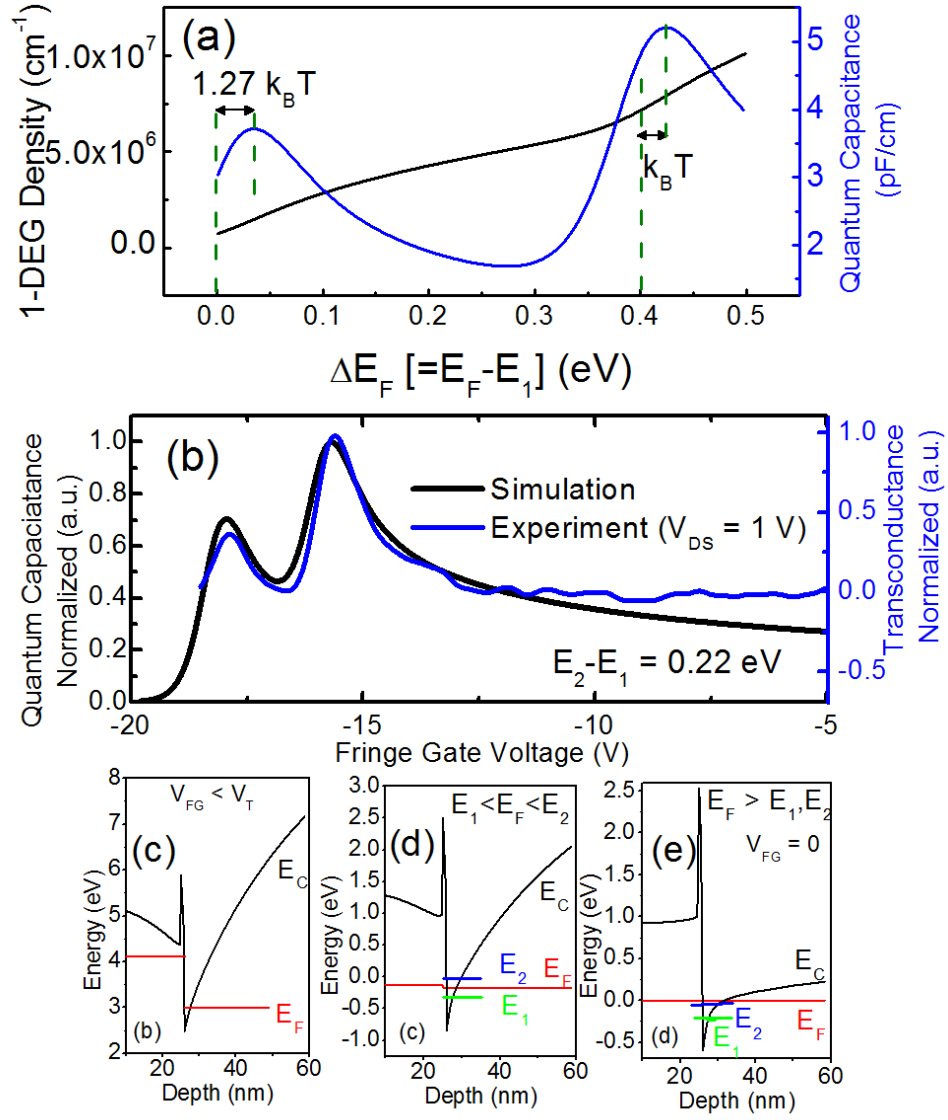 (a)
1.27 k_BT
k_BT
1-DEG Density (cm^-1)
1.0x10^7
5.0x10^6
0.0
5
4
3
2
Quantum Capacitance
(pF/cm)
0.0 0.1 0.2 0.3 0.4 0.5
ΔE_F [=E_F-E_1] (eV)
(b)
Quantum Capaciatance
Normalized (a.u.)
1.0
0.8
0.6
0.4
0.2
0.0
Simulation
Experiment (V_DS = 1 V)
E_2-E_1 = 0.22 eV
1.0
0.5
0.0
-0.5
Transconductance
Normalized (a.u.)
-20 -15 -10 -5
Fringe Gate Voltage (V)
V_FG < V_T
(c)
Energy (eV)
8
7
6
5
4
3
2
E_C
E_F
(b)
10 20 30 40 50 60
Depth (nm)
E_1<E_F<E_2
(d)
Energy (eV)
3.0
2.5
2.0
1.5
1.0
0.5
0.0
-0.5
-1.0
E_C
E_2
E_F
E_1
(c)
20 40 60
Depth (nm)
E_F > E_1,E_2
V_FG = 0
(e)
Energy (eV)
2.5
2.0
1.5
1.0
0.5
0.0
-0.5
E_C
E_2
E_F
E_1
(d)
20 40 60
Depth (nm)